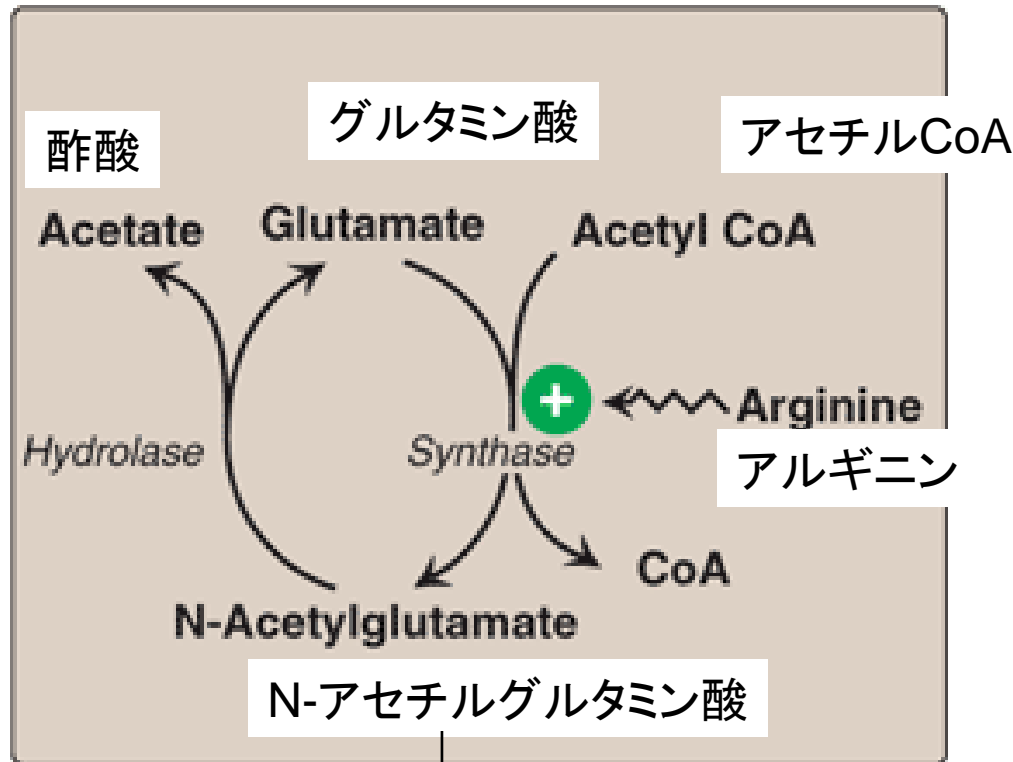 酢酸
グルタミン酸
アセチルCoA
Acetate
Glutamate
Acetyl CoA
+
Arginine
アルギニン
Hydrolase
Synthase
CoA
N-Acetylglutamate
N-アセチルグルタミン酸